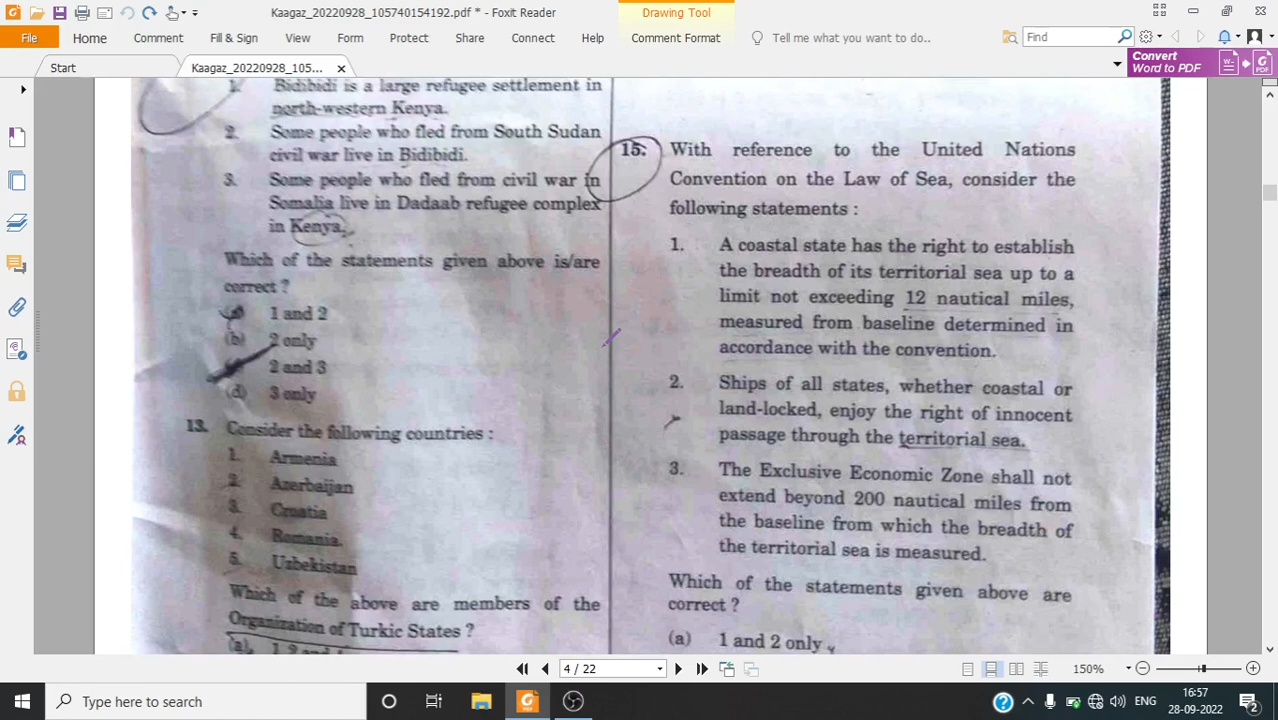 Kaagaz_20220928_105740154192.pdf * - Foxit Reader
Drawing Tool
File Home Comment Fill & Sign View Form Protect Share Connect Help Comment Format Tell me what you want to do.. Find
Start
Kaagaz_20220928_105...
Convert
Word to PDF
1. Bidibidi is a large refugee settlement in
north-western Kenya.
2. Some people who fled from South Sudan
civil war live in Bidibidi.
3. Some people who fled from civil war in
Somalia live in Dadaab refugee complex
in Kenya.
Which of the statements given above is/are
correct ?
(a) 1 and 2
(b) 2 only
2 and 3
(d) 3 only
13. Consider the following countries :
1. Armenia
2. Azerbaijan
3. Croatia
4. Romania
5. Uzbekistan
Which of the above are members of the
Organization of Turkic States ?
(a)
15. With reference to the United Nations
Convention on the Law of Sea, consider the
following statements :
1. A coastal state has the right to establish
the breadth of its territorial sea up to a
limit not exceeding 12 nautical miles,
measured from baseline determined in
accordance with the convention.
2. Ships of all states, whether coastal or
land-locked, enjoy the right of innocent
passage through the territorial sea.
3. The Exclusive Economic Zone shall not
extend beyond 200 nautical miles from
the baseline from which the breadth of
the territorial sea is measured.
Which of the statements given above are
correct ?
(a) 1 and 2 only
4 / 22
150%
Type here to search
ENG
16:57
28-09-2022
2